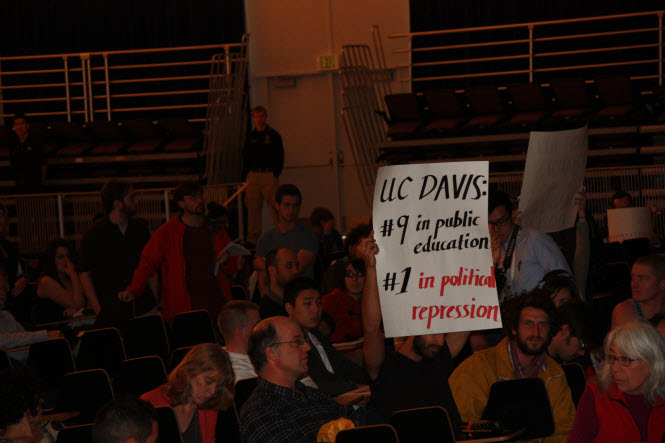 UC DAVIS:
#9 in public
education
#1 in political
repression